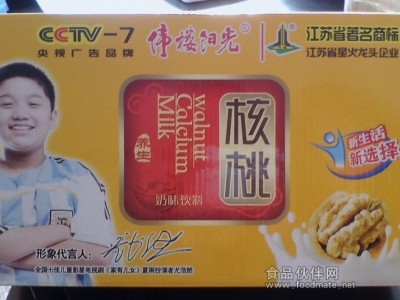 CCTV-7
央视广告品牌
伟楼阳光®
江苏省著名商标
江苏省星火龙头企业
核桃
Walnut
Calcium
Milk
养生
奶味饮料
新生活
新选择
形象代言人:
全国十佳儿童影星电视剧《家有儿女》夏雨扮演者尤浩然
食品伙伴网
www.foodmate.net